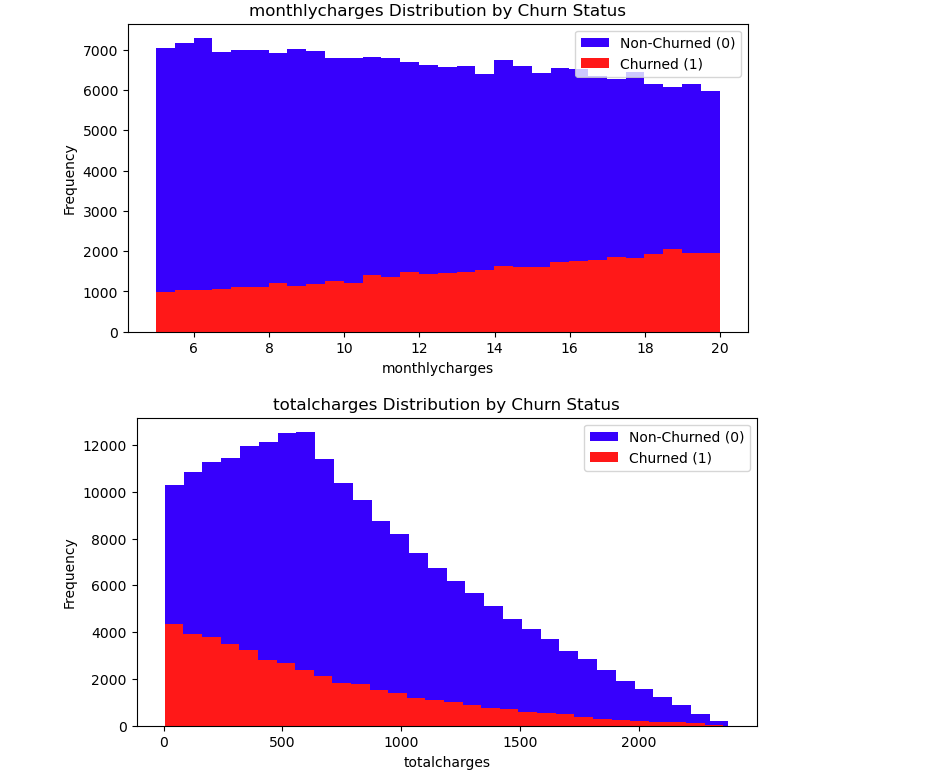 monthlycharges Distribution by Churn Status
Non-Churned (0)
Churned (1)
7000
6000
5000
4000
3000
2000
1000
0
Frequency
6 8 10 12 14 16 18 20
monthlycharges
totalcharges Distribution by Churn Status
Non-Churned (0)
Churned (1)
12000
10000
8000
6000
4000
2000
0
Frequency
0 500 1000 1500 2000
totalcharges